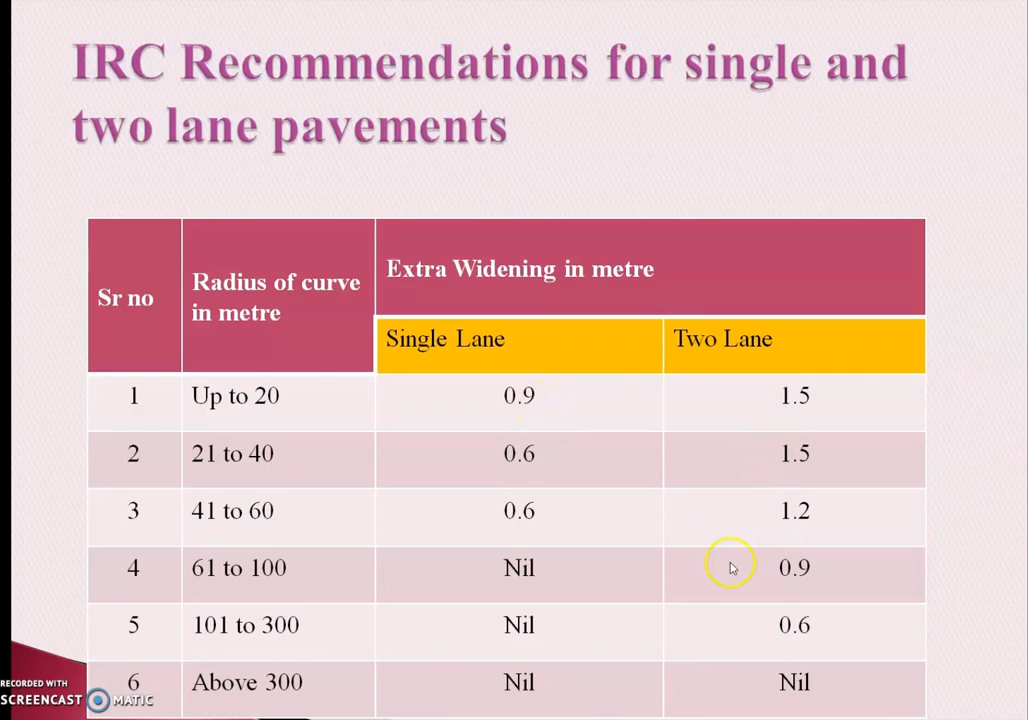 IRC Recommendations for single and
two lane pavements
Sr no
Radius of curve
in metre
Extra Widening in metre
Single Lane
Two Lane
1 Up to 20 0.9 1.5
2 21 to 40 0.6 1.5
3 41 to 60 0.6 1.2
4 61 to 100 Nil 0.9
5 101 to 300 Nil 0.6
6 Above 300 Nil Nil
RECORDED WITH
SCREENCAST MATIC